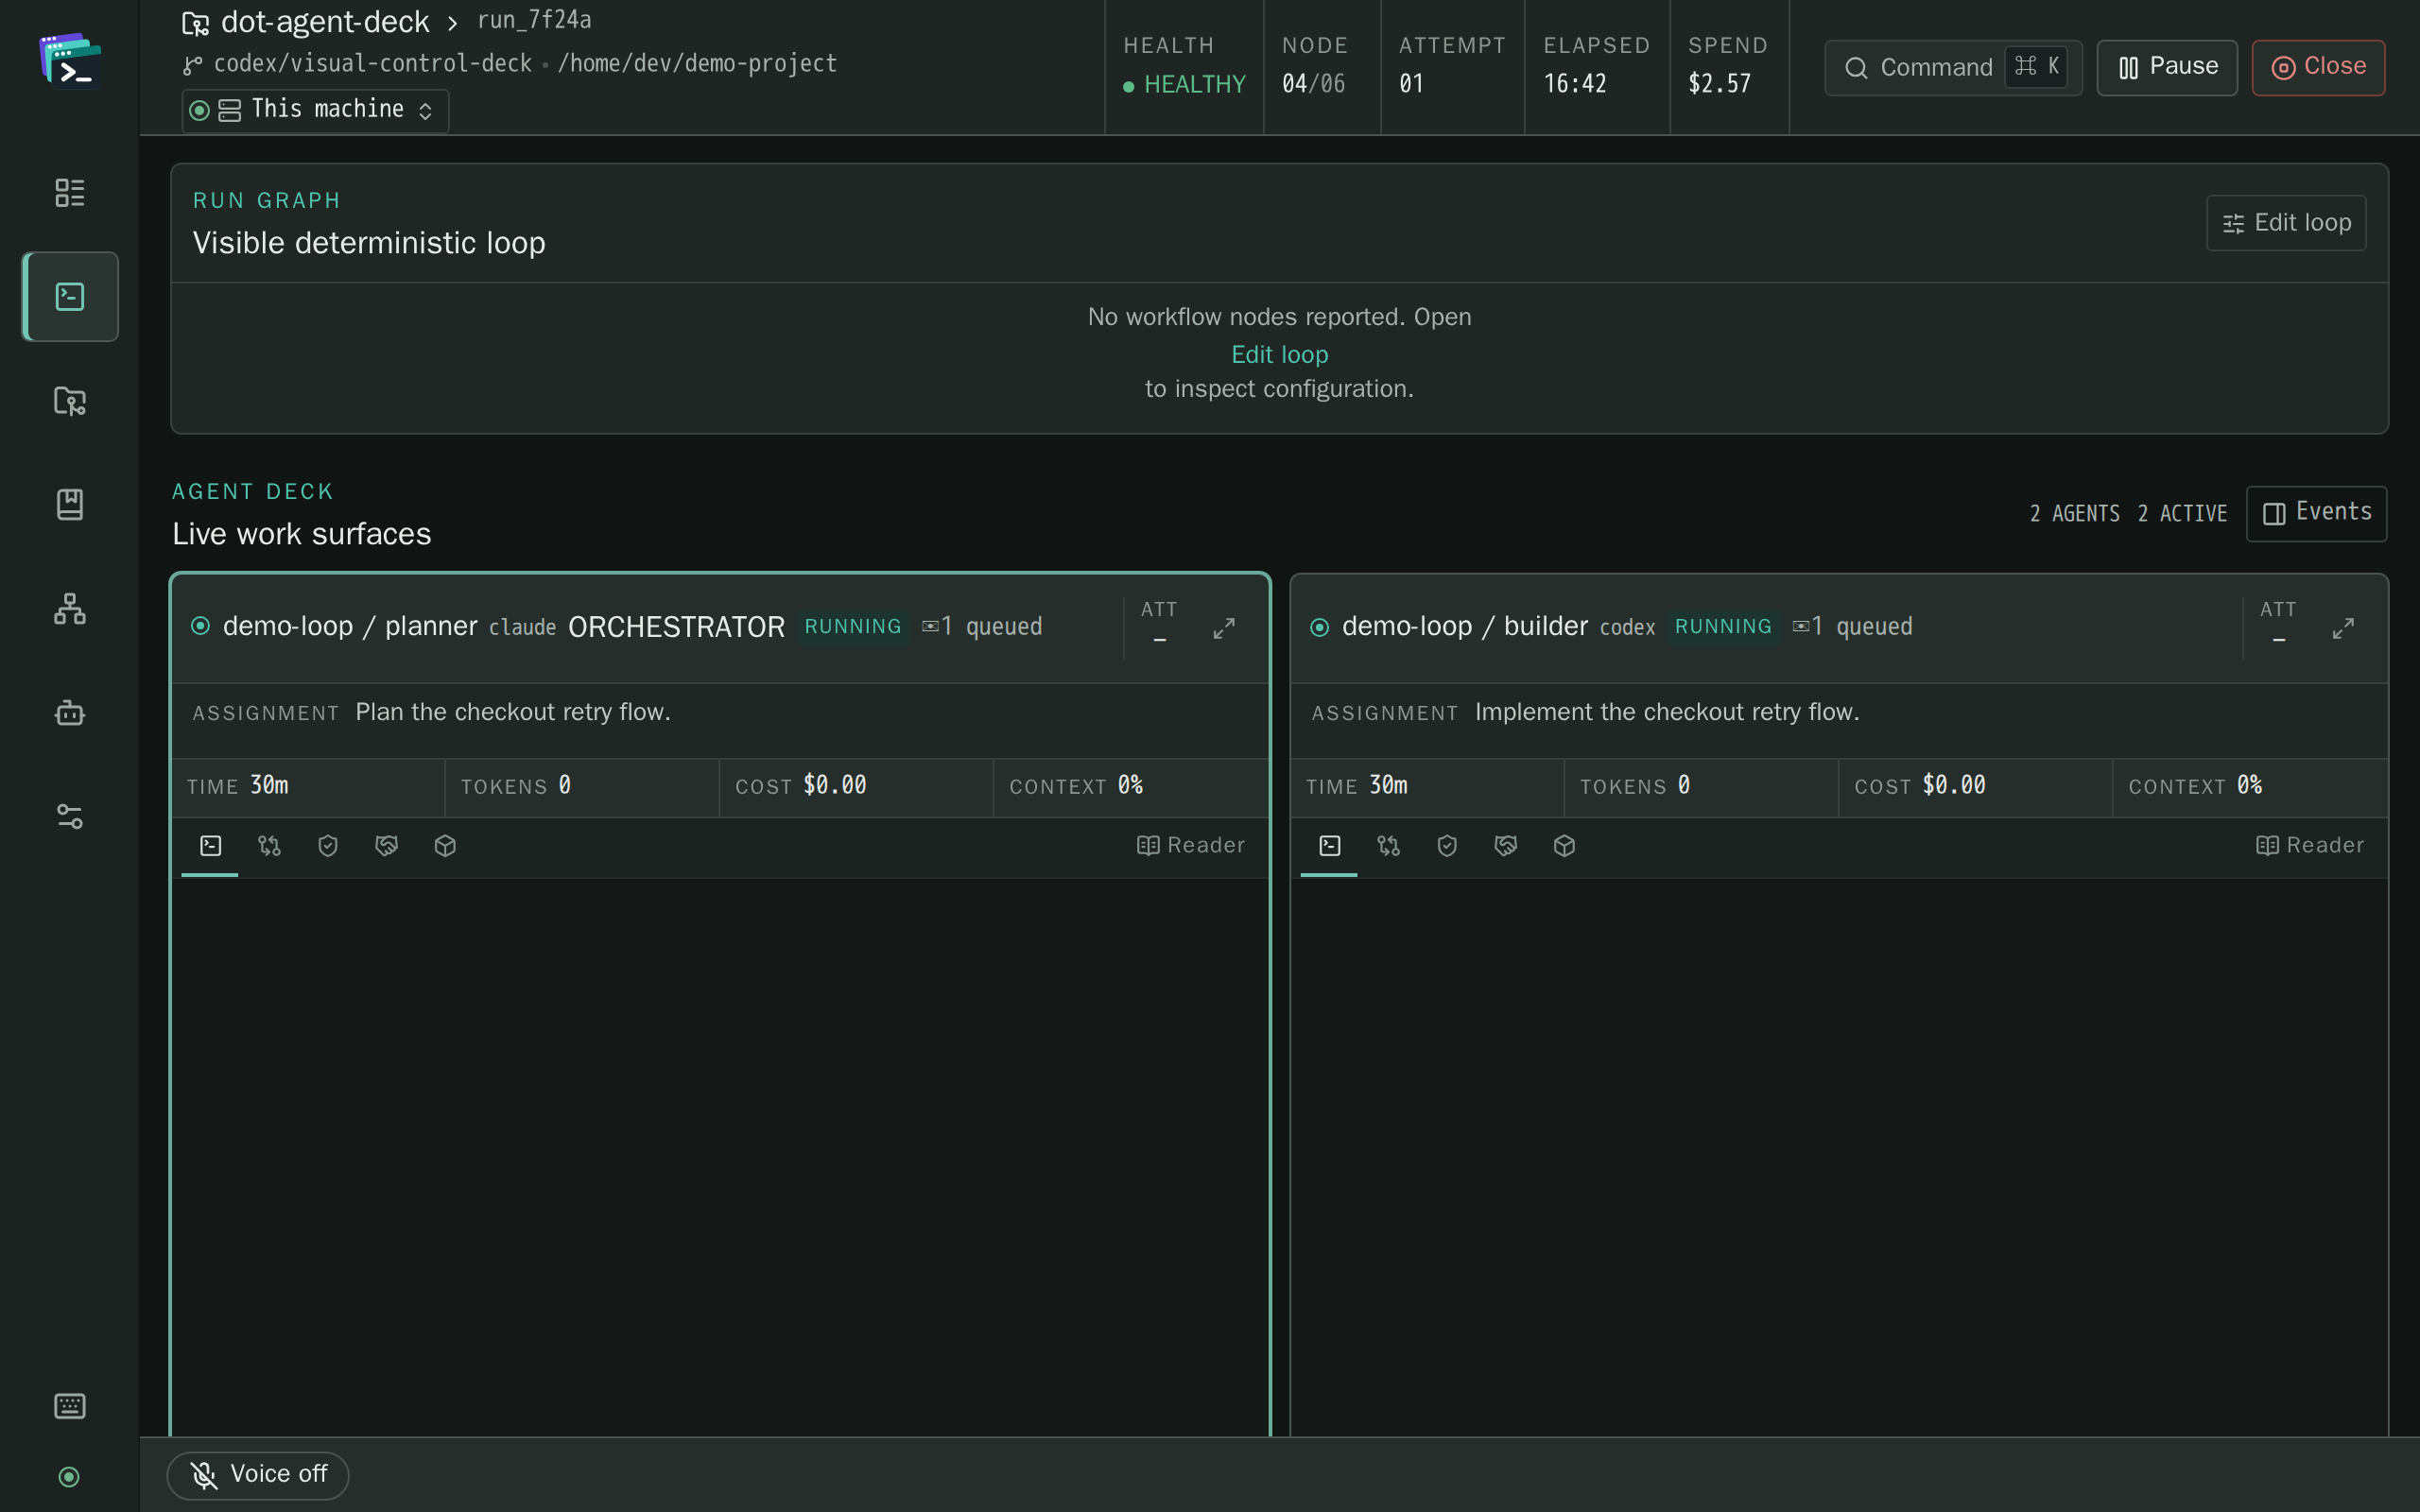 dot-agent-deck > run_7f24a
codex/visual-control-deck • /home/dev/demo-project
This machine
HEALTH
HEALTHY
NODE
04/06
ATTEMPT
01
ELAPSED
16:42
SPEND
$2.57
Command ⌘ K
Pause
Close
RUN GRAPH
Visible deterministic loop
Edit loop
No workflow nodes reported. Open
Edit loop
to inspect configuration.
AGENT DECK
Live work surfaces
2 AGENTS 2 ACTIVE
Events
demo-loop / planner claude ORCHESTRATOR RUNNING 1 queued
ATT
–
ASSIGNMENT Plan the checkout retry flow.
TIME 30m
TOKENS 0
COST $0.00
CONTEXT 0%
Reader
demo-loop / builder codex RUNNING 1 queued
ATT
–
ASSIGNMENT Implement the checkout retry flow.
TIME 30m
TOKENS 0
COST $0.00
CONTEXT 0%
Reader
Voice off